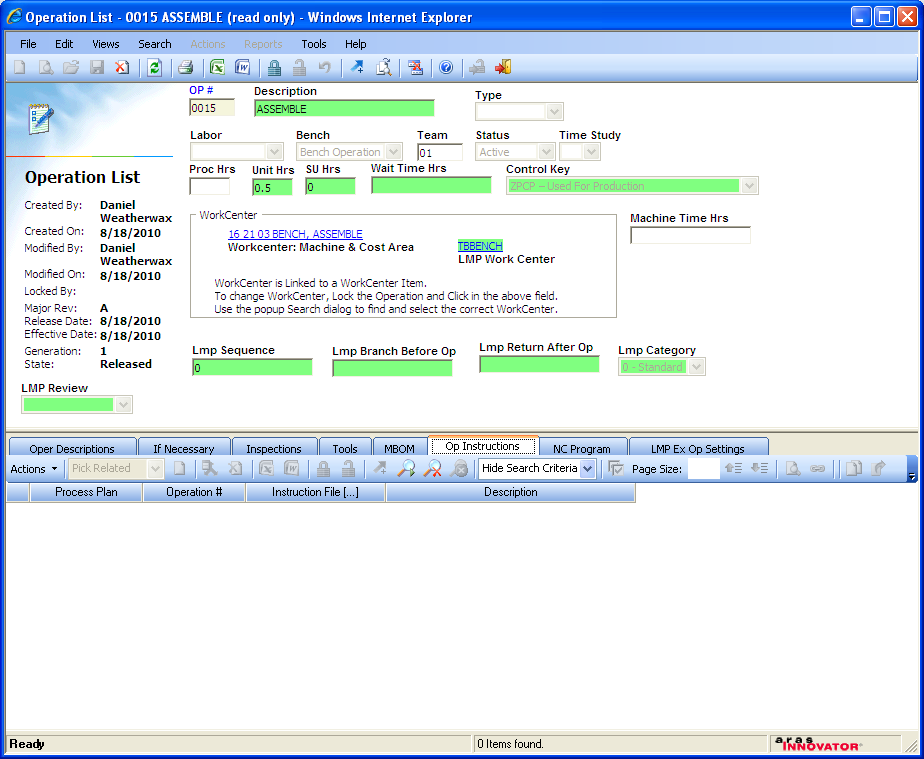 Operation List - 0015 ASSEMBLE (read only) - Windows Internet Explorer
File Edit Views Search Actions Reports Tools Help
OP # Description Type
0015 ASSEMBLE
Labor Bench Team Status Time Study
Bench Operation 01 Active
Proc Hrs Unit Hrs SU Hrs Wait Time Hrs Control Key
0.5 0 ZPCP -- Used For Production
Operation List
Created By: Daniel Weatherwax
Created On: 8/18/2010
Modified By: Daniel Weatherwax
Modified On: 8/18/2010
Locked By:
Major Rev: A
Release Date: 8/18/2010
Effective Date: 8/18/2010
Generation: 1
State: Released
LMP Review
WorkCenter
16 21 03 BENCH, ASSEMBLE
Workcenter: Machine & Cost Area
TBBENCH
LMP Work Center
WorkCenter is Linked to a WorkCenter Item.
To change WorkCenter, Lock the Operation and Click in the above field.
Use the popup Search dialog to find and select the correct WorkCenter.
Machine Time Hrs
Lmp Sequence Lmp Branch Before Op Lmp Return After Op Lmp Category
0 0 - Standard
Oper Descriptions If Necessary Inspections Tools MBOM Op Instructions NC Program LMP Ex Op Settings
Actions Pick Related Hide Search Criteria Page Size:
Process Plan Operation # Instruction File [...] Description
Ready 0 Items found. aras INNOVATOR